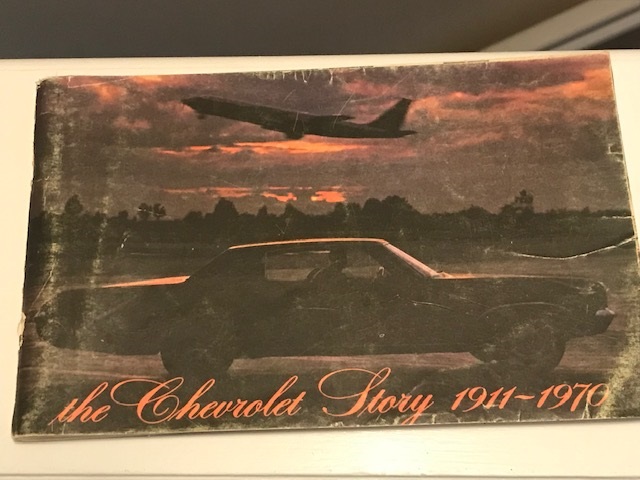 the Chevrolet Story 1911-1970